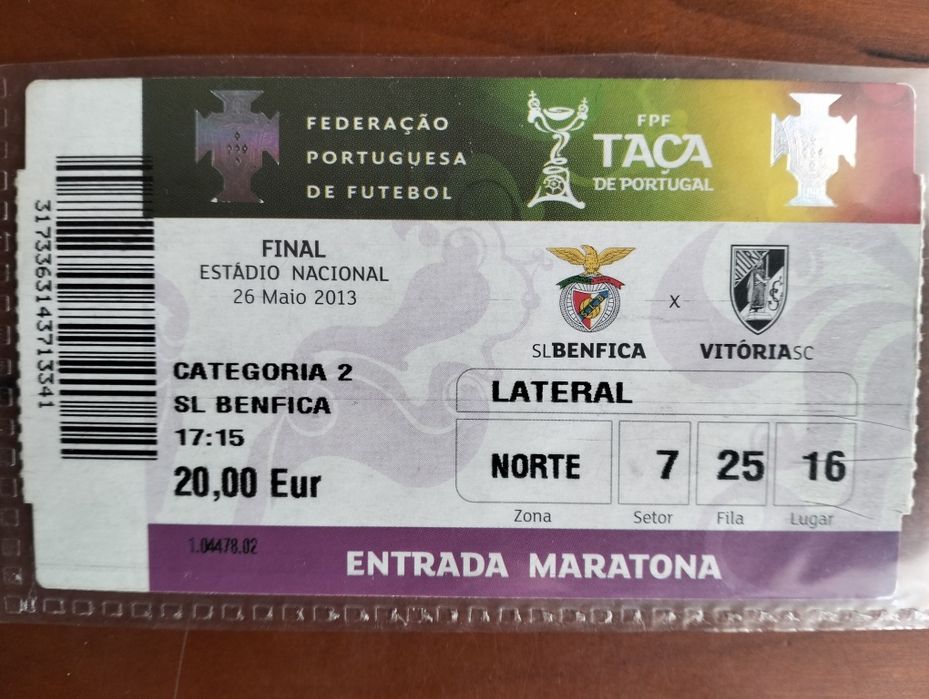 FEDERAÇÃO
PORTUGUESA
DE FUTEBOL
FPF
TAÇA
DE PORTUGAL
3173363143713341
FINAL
ESTÁDIO NACIONAL
26 Maio 2013
x
SLBENFICA
VITÓRIASC
CATEGORIA 2
SL BENFICA
17:15
20,00 Eur
LATERAL
NORTE 7 25 16
Zona Setor Fila Lugar
1.04478.02
ENTRADA MARATONA